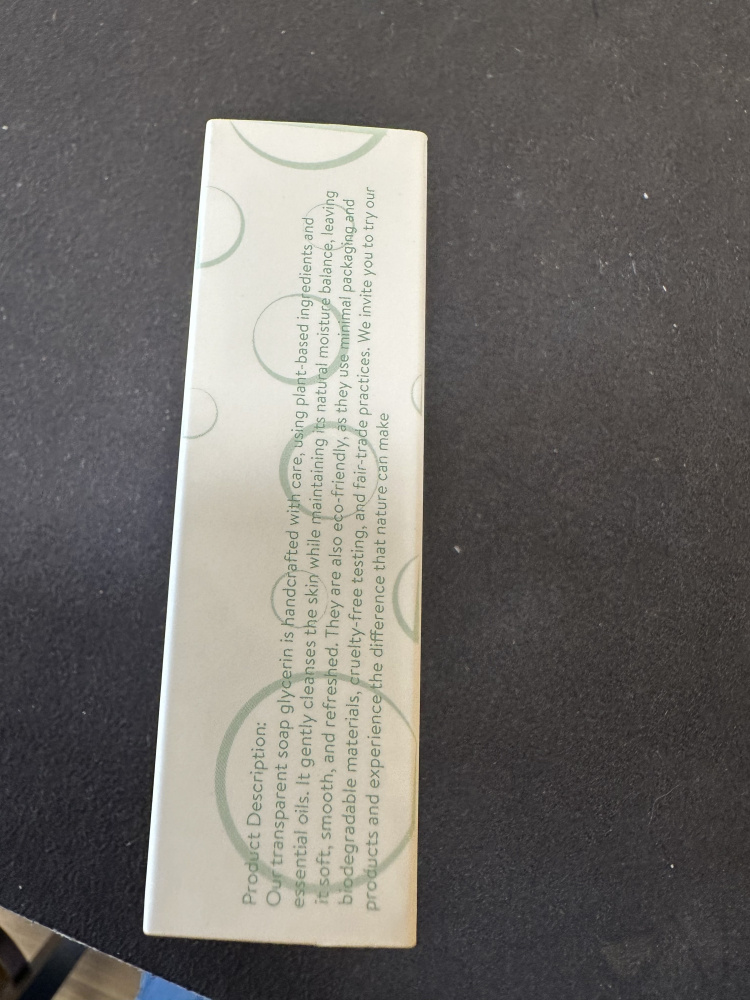 Product Description:
Our transparent soap glycerin is handcrafted with care, using plant-based ingredients and
essential oils. It gently cleanses the skin while maintaining its natural moisture balance, leaving
it soft, smooth, and refreshed. They are also eco-friendly, as they use minimal packaging and
biodegradable materials, cruelty-free testing, and fair-trade practices. We invite you to try our
products and experience the difference that nature can make